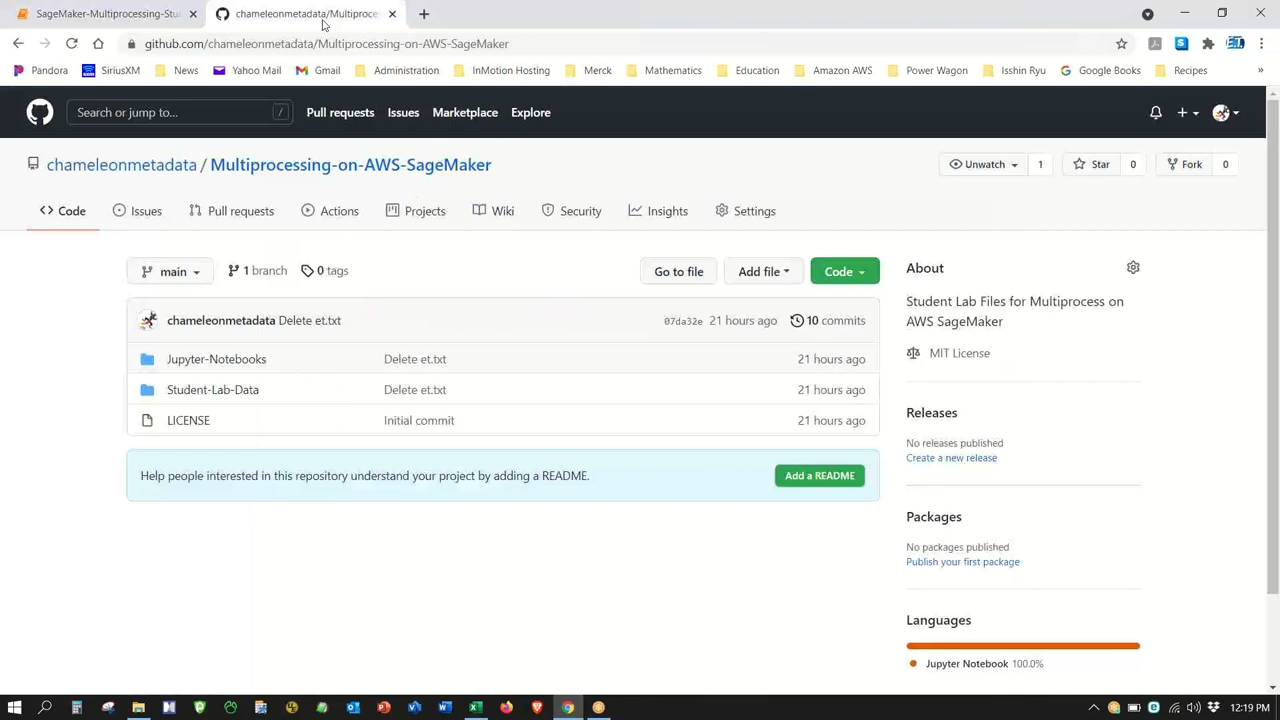 SageMaker-Multiprocessing-Stu
chameleonmetadata/Multiproce
github.com/chameleonmetadata/Multiprocessing-on-AWS-SageMaker
Pandora
SiriusXM
News
Yahoo Mail
Gmail
Administration
InMotion Hosting
Merck
Mathematics
Education
Amazon AWS
Power Wagon
Isshin Ryu
Google Books
Recipes
»
Search or jump to...
/
Pull requests
Issues
Marketplace
Explore
chameleonmetadata / Multiprocessing-on-AWS-SageMaker
Unwatch
1
Star
0
Fork
0
<> Code
Issues
Pull requests
Actions
Projects
Wiki
Security
Insights
Settings
main
1 branch
0 tags
Go to file
Add file
Code
About
Student Lab Files for Multiprocess on
AWS SageMaker
MIT License
chameleonmetadata Delete et.txt
07da32e 21 hours ago
10 commits
Jupyter-Notebooks
Delete et.txt
21 hours ago
Student-Lab-Data
Delete et.txt
21 hours ago
LICENSE
Initial commit
21 hours ago
Help people interested in this repository understand your project by adding a README.
Add a README
Releases
No releases published
Create a new release
Packages
No packages published
Publish your first package
Languages
Jupyter Notebook 100.0%
12:19 PM